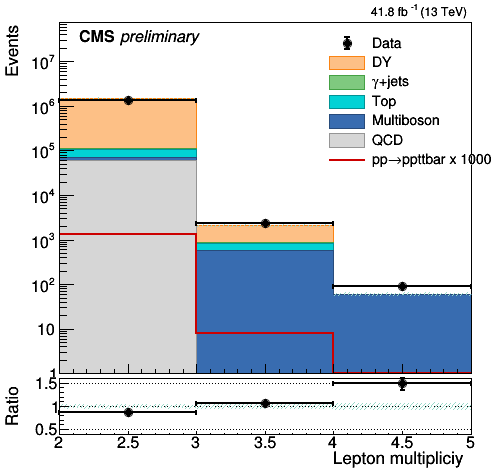 41.8 fb⁻¹ (13 TeV)
CMS preliminary
Events
Data
DY
γ+jets
Top
Multiboson
QCD
pp→ppttbar x 1000
10⁷
10⁶
10⁵
10⁴
10³
10²
10
1
Ratio
1.5
1
0.5
2 2.5 3 3.5 4 4.5 5
Lepton multipliciy